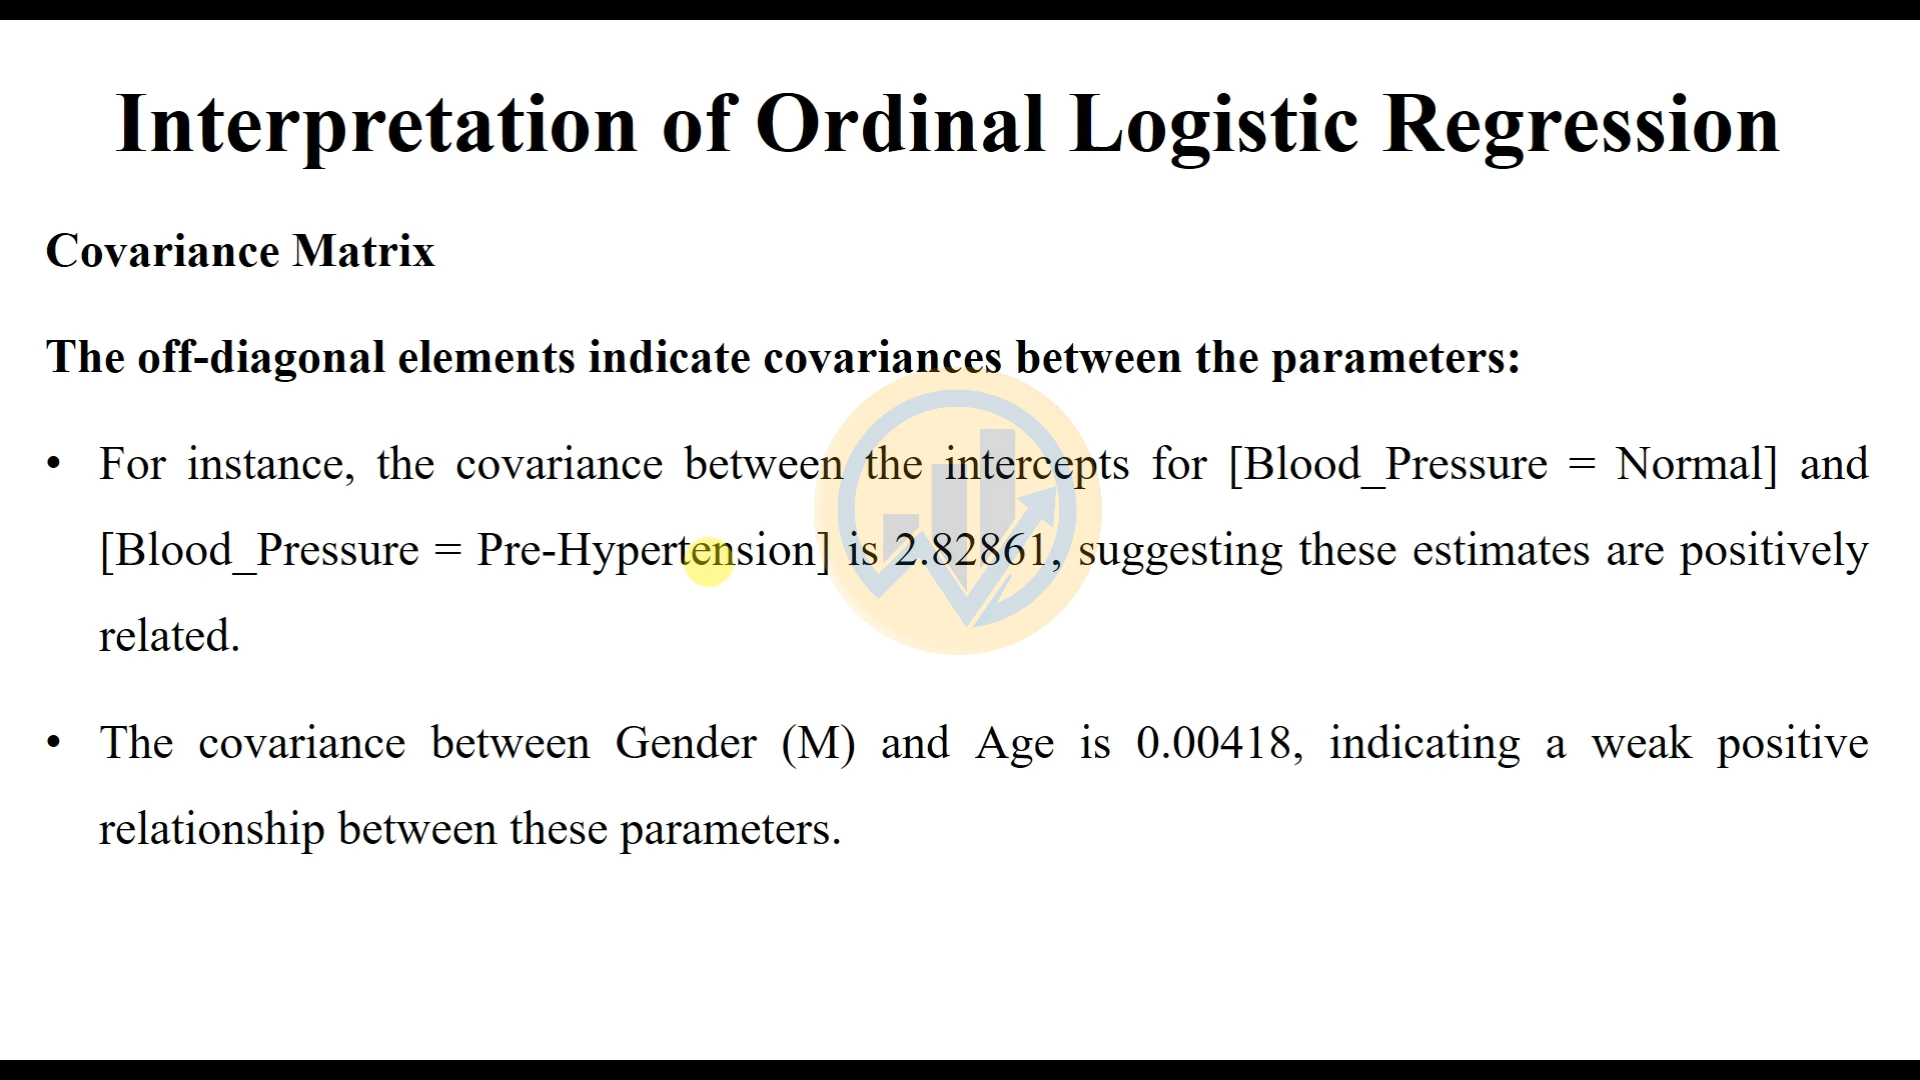 Interpretation of Ordinal Logistic Regression
Covariance Matrix
The off-diagonal elements indicate covariances between the parameters:
• For instance, the covariance between the intercepts for [Blood_Pressure = Normal] and
[Blood_Pressure = Pre-Hypertension] is 2.82861, suggesting these estimates are positively
related.
• The covariance between Gender (M) and Age is 0.00418, indicating a weak positive
relationship between these parameters.